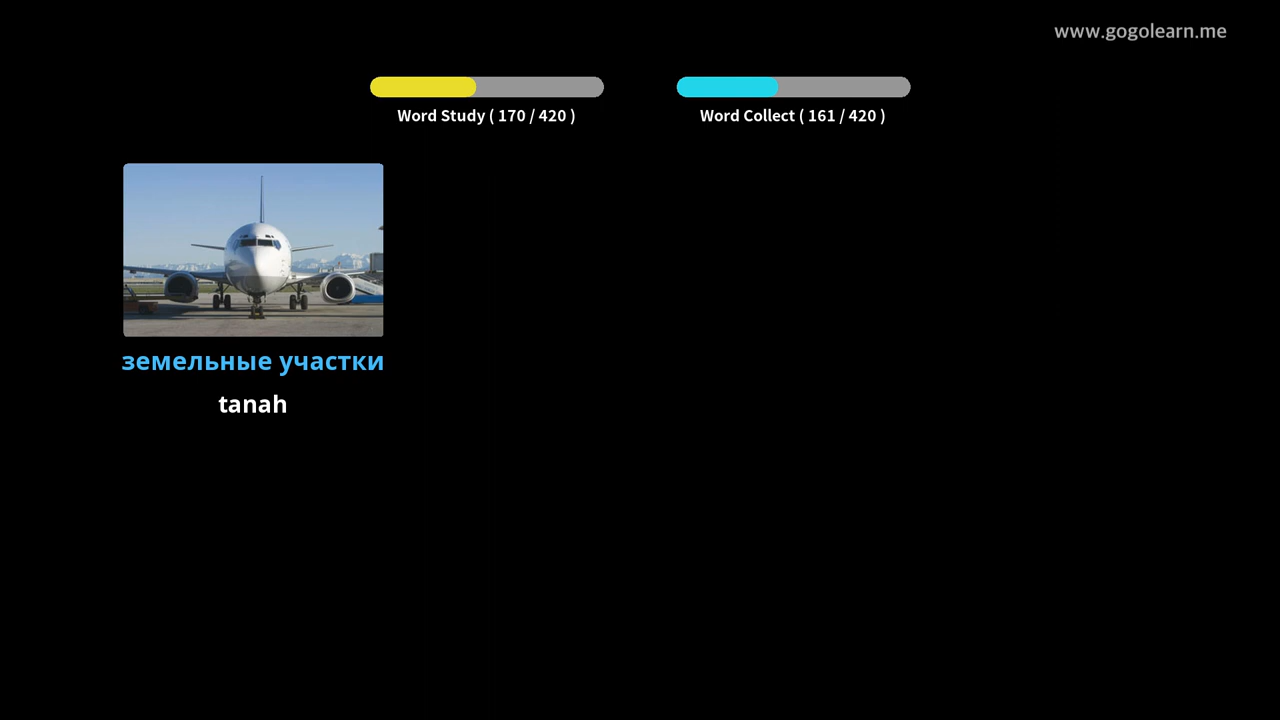 www.gogolearn.me
Word Study ( 170 / 420 )
Word Collect ( 161 / 420 )
земельные участки
tanah